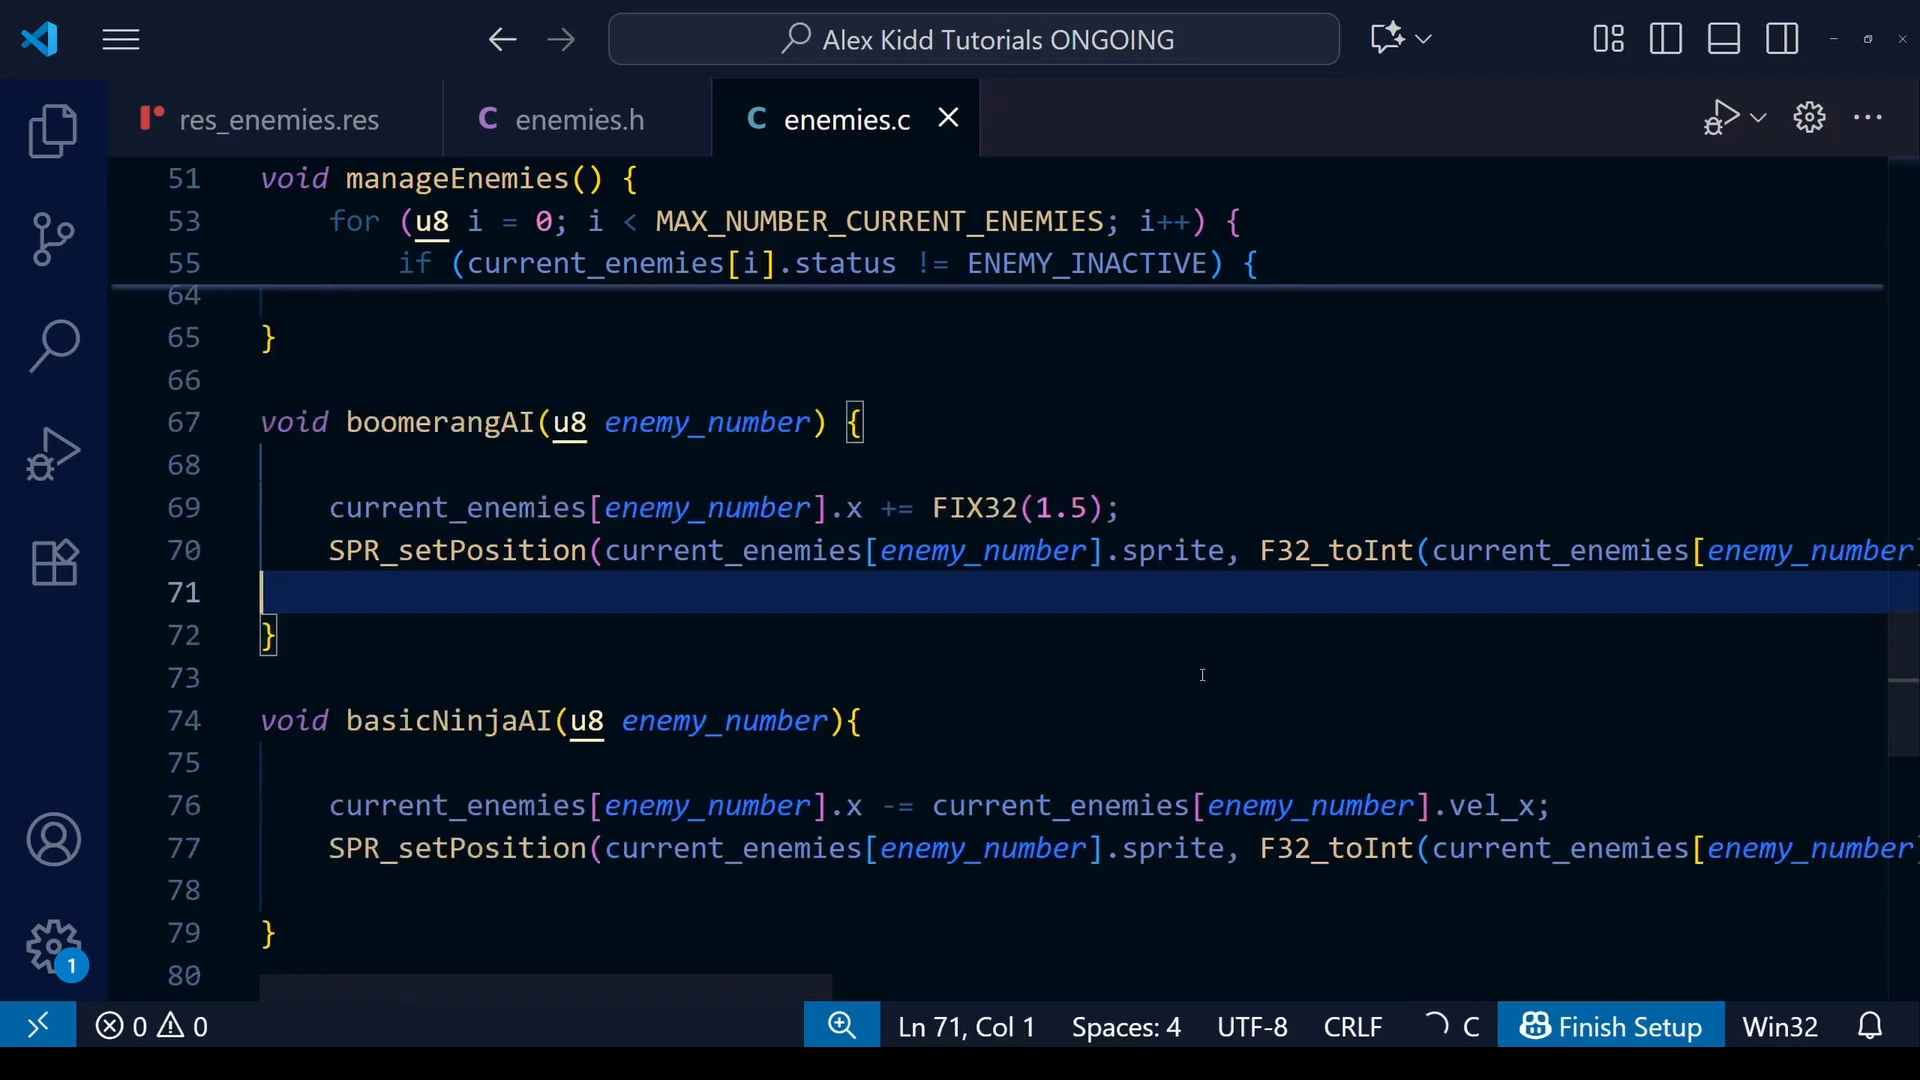 Alex Kidd Tutorials ONGOING
res_enemies.res
C enemies.h
C enemies.c
51 void manageEnemies() {
53 for (u8 i = 0; i < MAX_NUMBER_CURRENT_ENEMIES; i++) {
55 if (current_enemies[i].status != ENEMY_INACTIVE) {
64
65 }
66
67 void boomerangAI(u8 enemy_number) {
68
69 current_enemies[enemy_number].x += FIX32(1.5);
70 SPR_setPosition(current_enemies[enemy_number].sprite, F32_toInt(current_enemies[enemy_number]
71
72 }
73
74 void basicNinjaAI(u8 enemy_number){
75
76 current_enemies[enemy_number].x -= current_enemies[enemy_number].vel_x;
77 SPR_setPosition(current_enemies[enemy_number].sprite, F32_toInt(current_enemies[enemy_number]
78
79 }
80
1
0 0 Ln 71, Col 1 Spaces: 4 UTF-8 CRLF C Finish Setup Win32